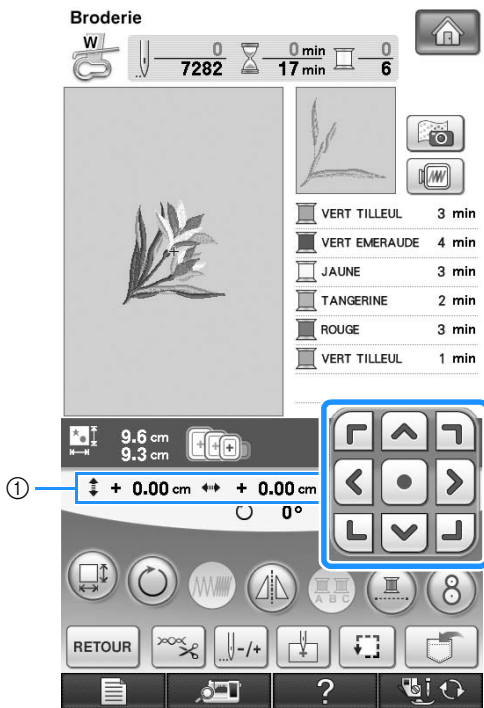 Broderie
W
0 0 min 0
7282 17 min 6
VERT TILLEUL 3 min
VERT EMERAUDE 4 min
JAUNE 3 min
TANGERINE 2 min
ROUGE 3 min
VERT TILLEUL 1 min
9.6 cm
9.3 cm
① + 0.00 cm + 0.00 cm
0°
A B C
RETOUR -/+
?